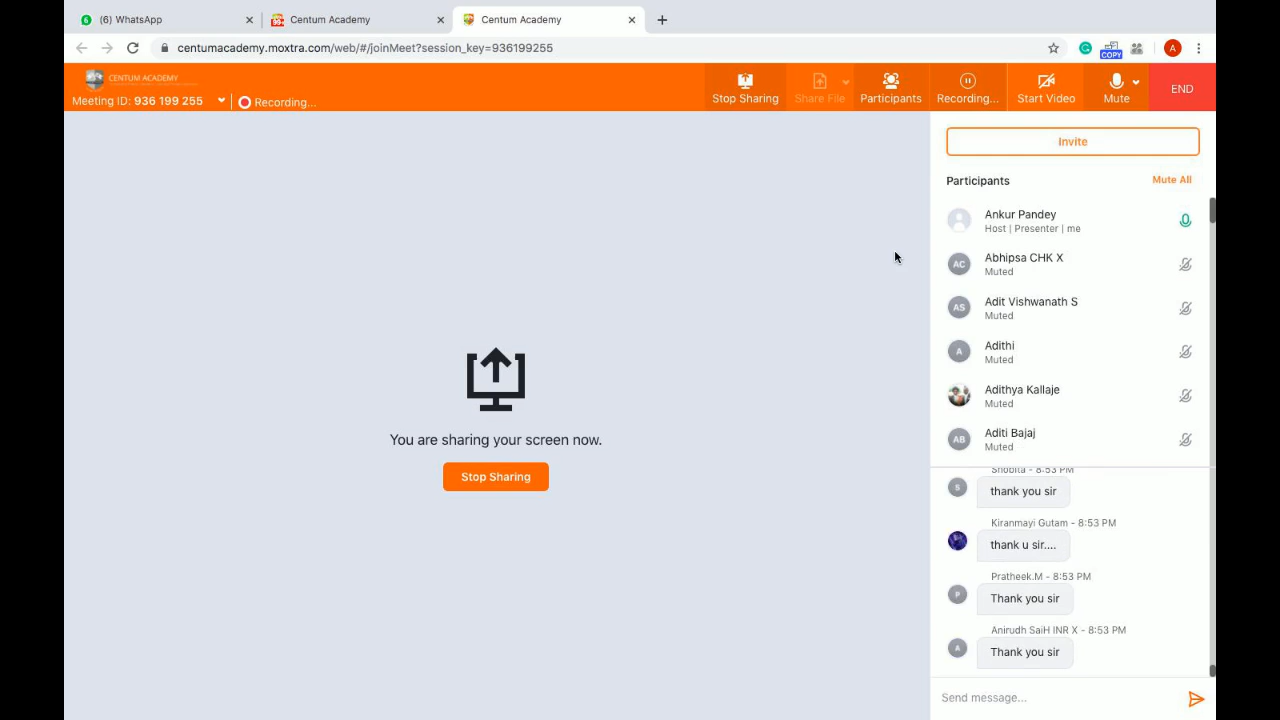 6
(6) WhatsApp
99+
Centum Academy
Centum Academy
centumacademy.moxtra.com/web/#/joinMeet?session_key=936199255
COPY
A
CENTUM ACADEMY
Meeting ID: 936 199 255
Recording...
Stop Sharing
Share File
Participants
Recording...
Start Video
Mute
END
Invite
Participants
Mute All
Ankur Pandey
Host | Presenter | me
AC
Abhipsa CHK X
Muted
AS
Adit Vishwanath S
Muted
A
Adithi
Muted
Adithya Kallaje
Muted
AB
Aditi Bajaj
Muted
You are sharing your screen now.
Stop Sharing
Shobita - 8:53 PM
S
thank you sir
Kiranmayi Gutam - 8:53 PM
thank u sir....
Pratheek.M - 8:53 PM
P
Thank you sir
Anirudh SaiH INR X - 8:53 PM
A
Thank you sir
Send message...